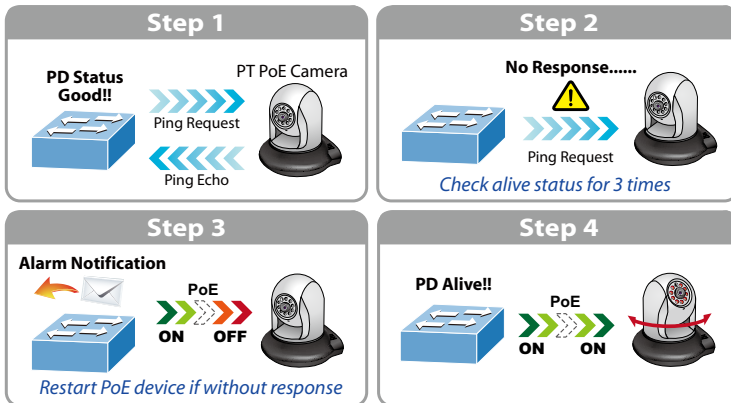 Step 1
PD Status
Good!!
PT PoE Camera
Ping Request
Ping Echo
Step 2
No Response......
Ping Request
Check alive status for 3 times
Step 3
Alarm Notification
PoE
ON OFF
Restart PoE device if without response
Step 4
PD Alive!!
PoE
ON ON